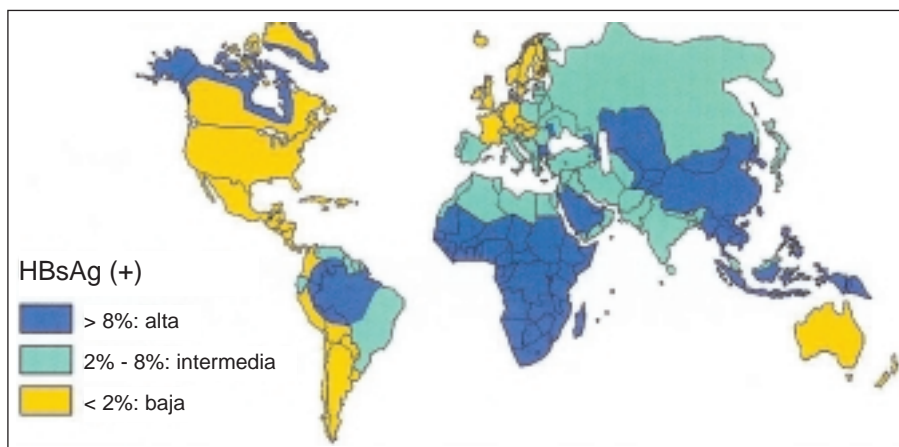 HBsAg (+)
> 8%: alta
2% - 8%: intermedia
< 2%: baja